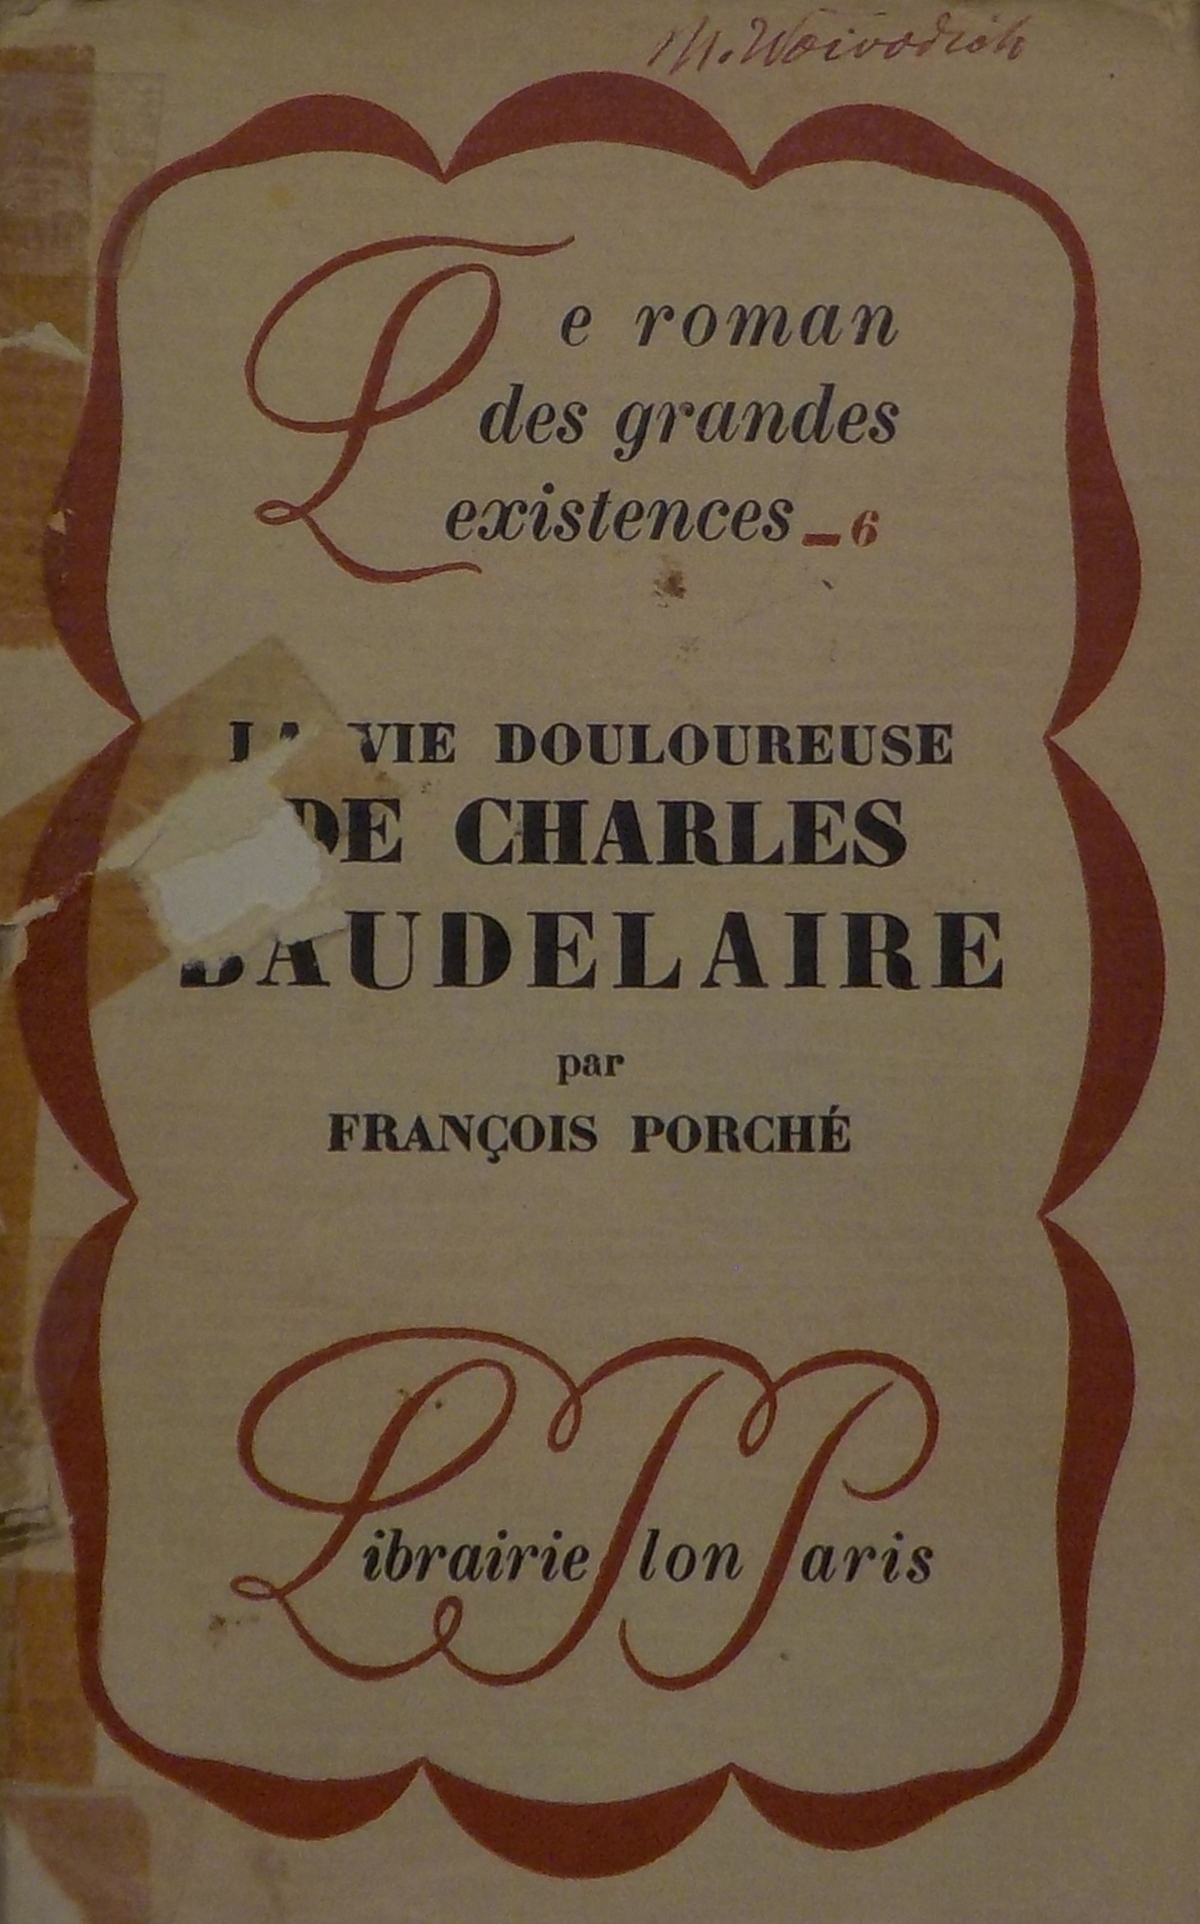 M. Woivodich
Le roman
des grandes
existences - 6
LA VIE DOULOUREUSE
DE CHARLES
BAUDELAIRE
par
FRANÇOIS PORCHÉ
Librairie Plon Paris